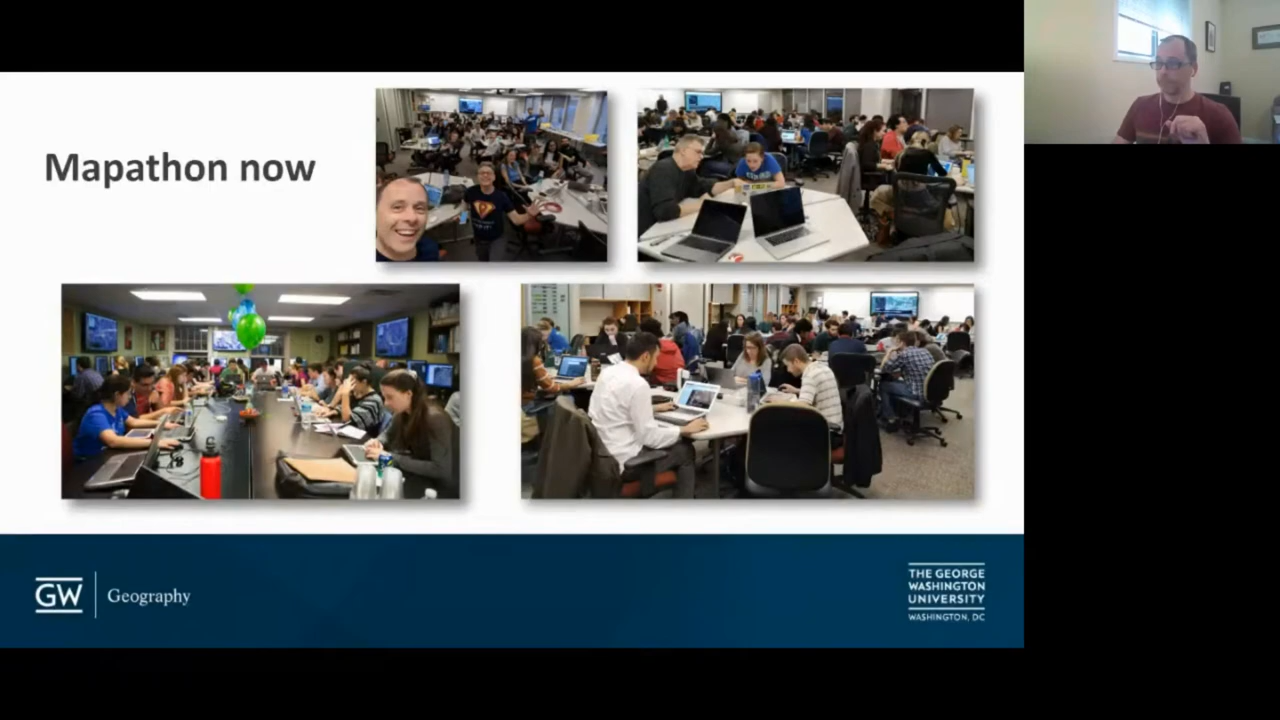 Mapathon now
GW
Geography
THE GEORGE
WASHINGTON
UNIVERSITY
WASHINGTON, DC